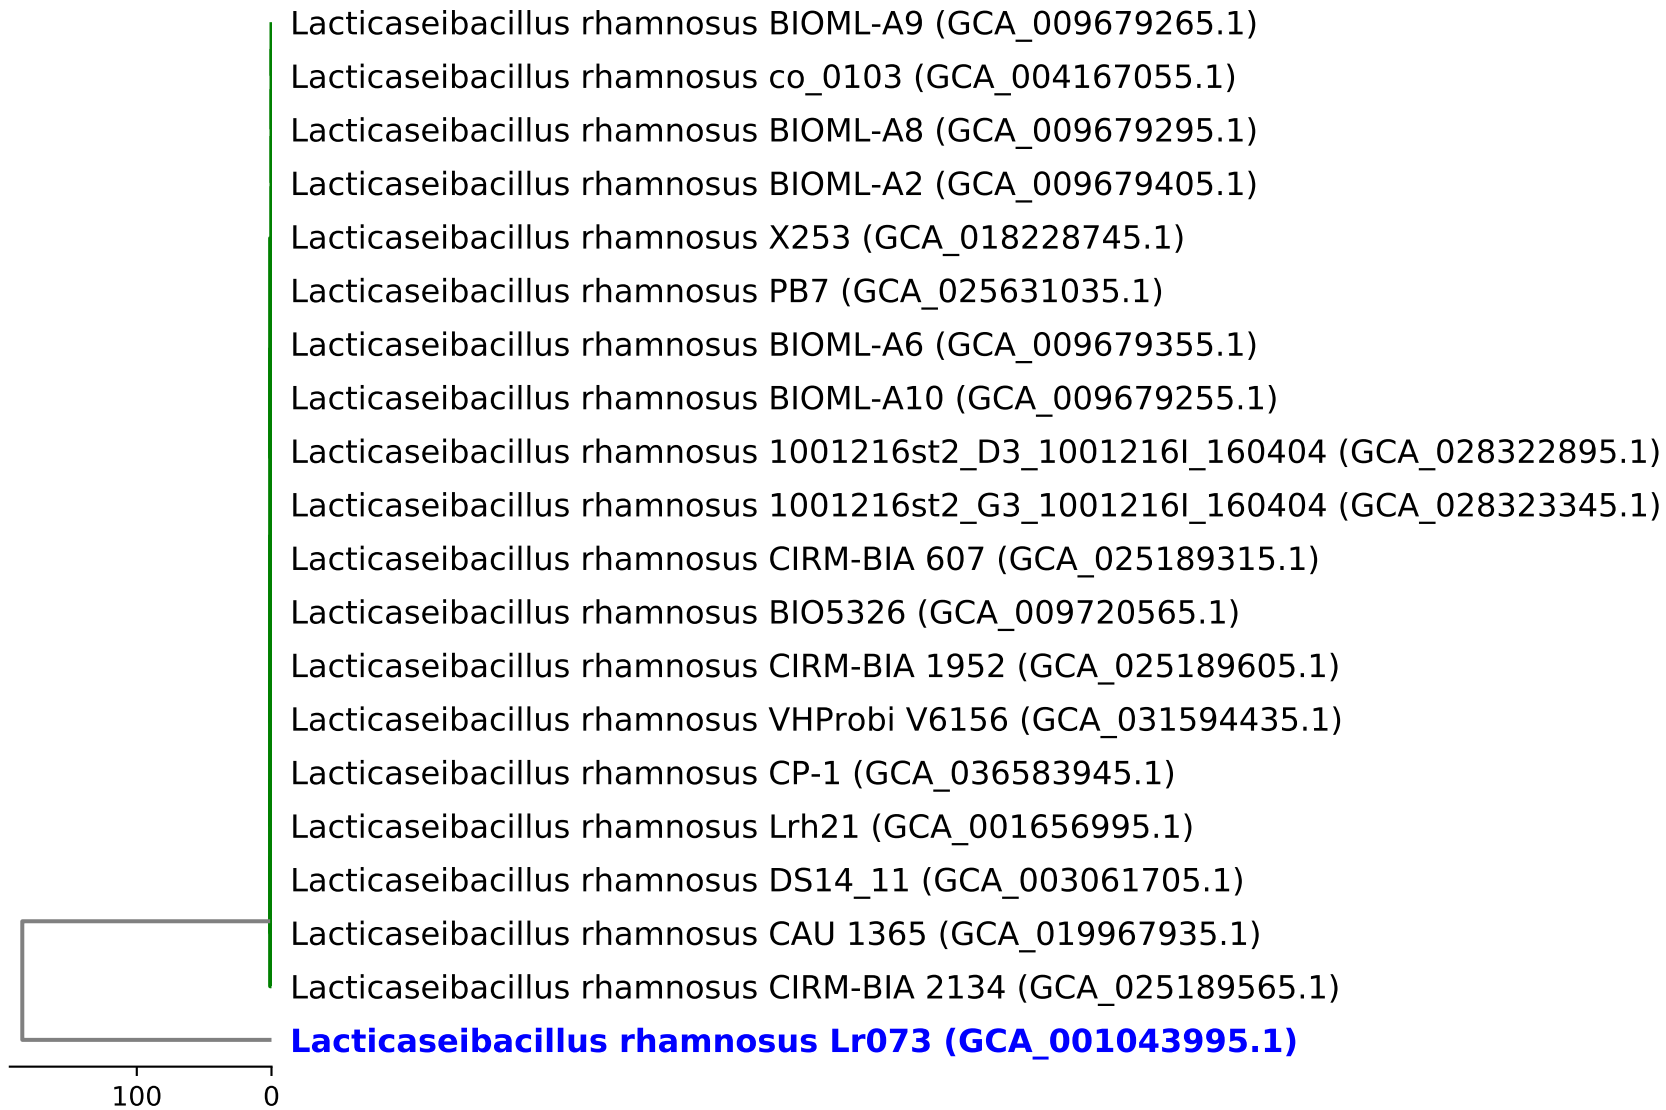 Lacticaseibacillus rhamnosus BIOML-A9 (GCA_009679265.1)
Lacticaseibacillus rhamnosus co_0103 (GCA_004167055.1)
Lacticaseibacillus rhamnosus BIOML-A8 (GCA_009679295.1)
Lacticaseibacillus rhamnosus BIOML-A2 (GCA_009679405.1)
Lacticaseibacillus rhamnosus X253 (GCA_018228745.1)
Lacticaseibacillus rhamnosus PB7 (GCA_025631035.1)
Lacticaseibacillus rhamnosus BIOML-A6 (GCA_009679355.1)
Lacticaseibacillus rhamnosus BIOML-A10 (GCA_009679255.1)
Lacticaseibacillus rhamnosus 1001216st2_D3_1001216I_160404 (GCA_028322895.1)
Lacticaseibacillus rhamnosus 1001216st2_G3_1001216I_160404 (GCA_028323345.1)
Lacticaseibacillus rhamnosus CIRM-BIA 607 (GCA_025189315.1)
Lacticaseibacillus rhamnosus BIO5326 (GCA_009720565.1)
Lacticaseibacillus rhamnosus CIRM-BIA 1952 (GCA_025189605.1)
Lacticaseibacillus rhamnosus VHProbi V6156 (GCA_031594435.1)
Lacticaseibacillus rhamnosus CP-1 (GCA_036583945.1)
Lacticaseibacillus rhamnosus Lrh21 (GCA_001656995.1)
Lacticaseibacillus rhamnosus DS14_11 (GCA_003061705.1)
Lacticaseibacillus rhamnosus CAU 1365 (GCA_019967935.1)
Lacticaseibacillus rhamnosus CIRM-BIA 2134 (GCA_025189565.1)
Lacticaseibacillus rhamnosus Lr073 (GCA_001043995.1)
100 0